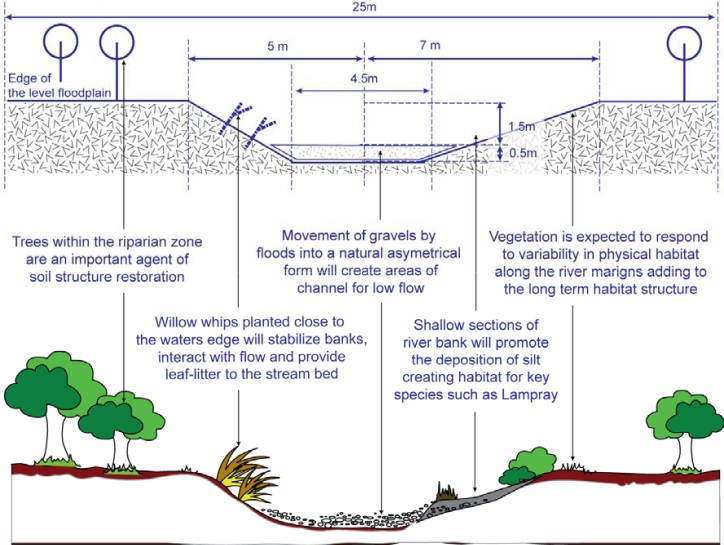 25m
5 m
7 m
4.5m
Edge of
the level floodplain
1.5m
0.5m
Trees within the riparian zone
are an important agent of
soil structure restoration
Movement of gravels by
floods into a natural asymetrical
form will create areas of
channel for low flow
Vegetation is expected to respond
to variability in physical habitat
along the river marigns adding to
the long term habitat structure
Willow whips planted close to
the waters edge will stabilize banks,
interact with flow and provide
leaf-litter to the stream bed
Shallow sections of
river bank will promote
the deposition of silt
creating habitat for key
species such as Lampray